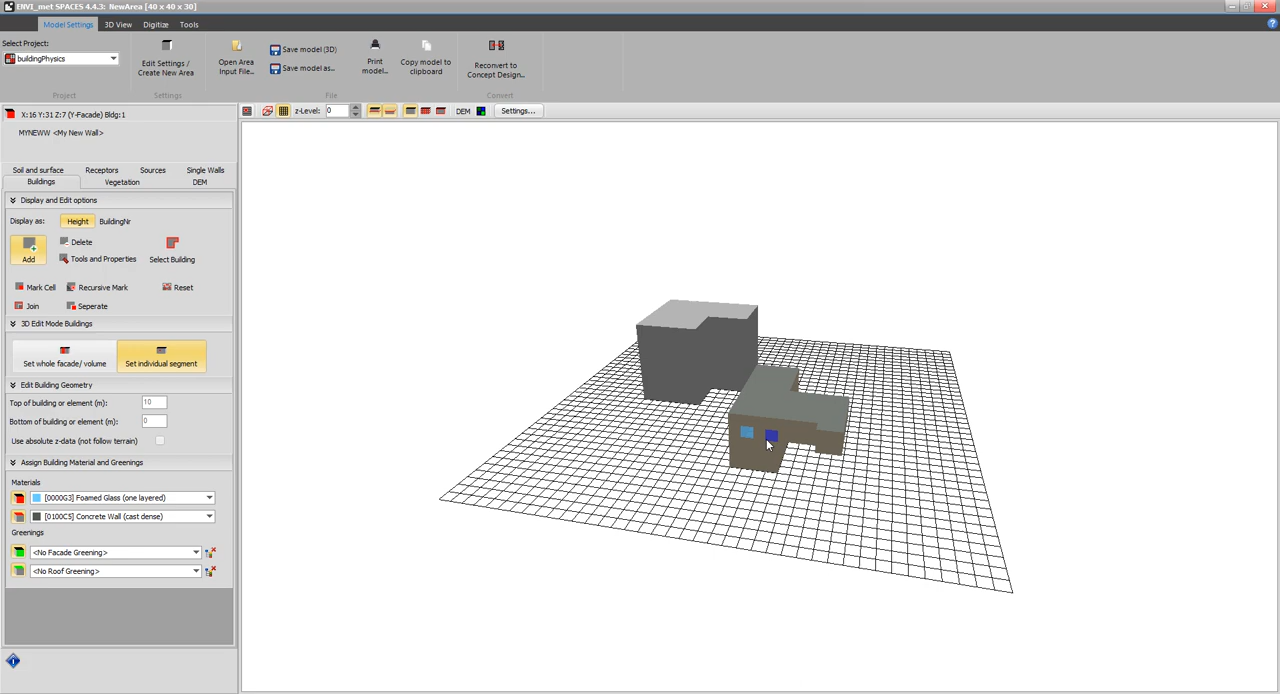 ENVI_met SPACES 4.4.3: NewArea [40 x 40 x 30]
Model Settings 3D View Digitize Tools
Select Project:
buildingPhysics
Edit Settings / Create New Area
Open Area Input File..
Save model (3D)
Save model as..
Print model...
Copy model to clipboard
Reconvert to Concept Design..
Project Settings File Convert
X:16 Y:31 Z:7 (Y-Facade) Bldg:1
MYNEWW <My New Wall>
z-Level: 0 DEM Settings...
Soil and surface Receptors Sources Single Walls
Buildings Vegetation DEM
Display and Edit options
Display as: Height BuildingNr
Add
Delete
Tools and Properties
Select Building
Mark Cell Recursive Mark Reset
Join Seperate
3D Edit Mode Buildings
Set whole facade/ volume Set individual segment
Edit Building Geometry
Top of building or element (m): 10
Bottom of building or element (m): 0
Use absolute z-data (not follow terrain)
Assign Building Material and Greenings
Materials
[0000G3] Foamed Glass (one layered)
[0100C5] Concrete Wall (cast dense)
Greenings
<No Facade Greening>
<No Roof Greening>